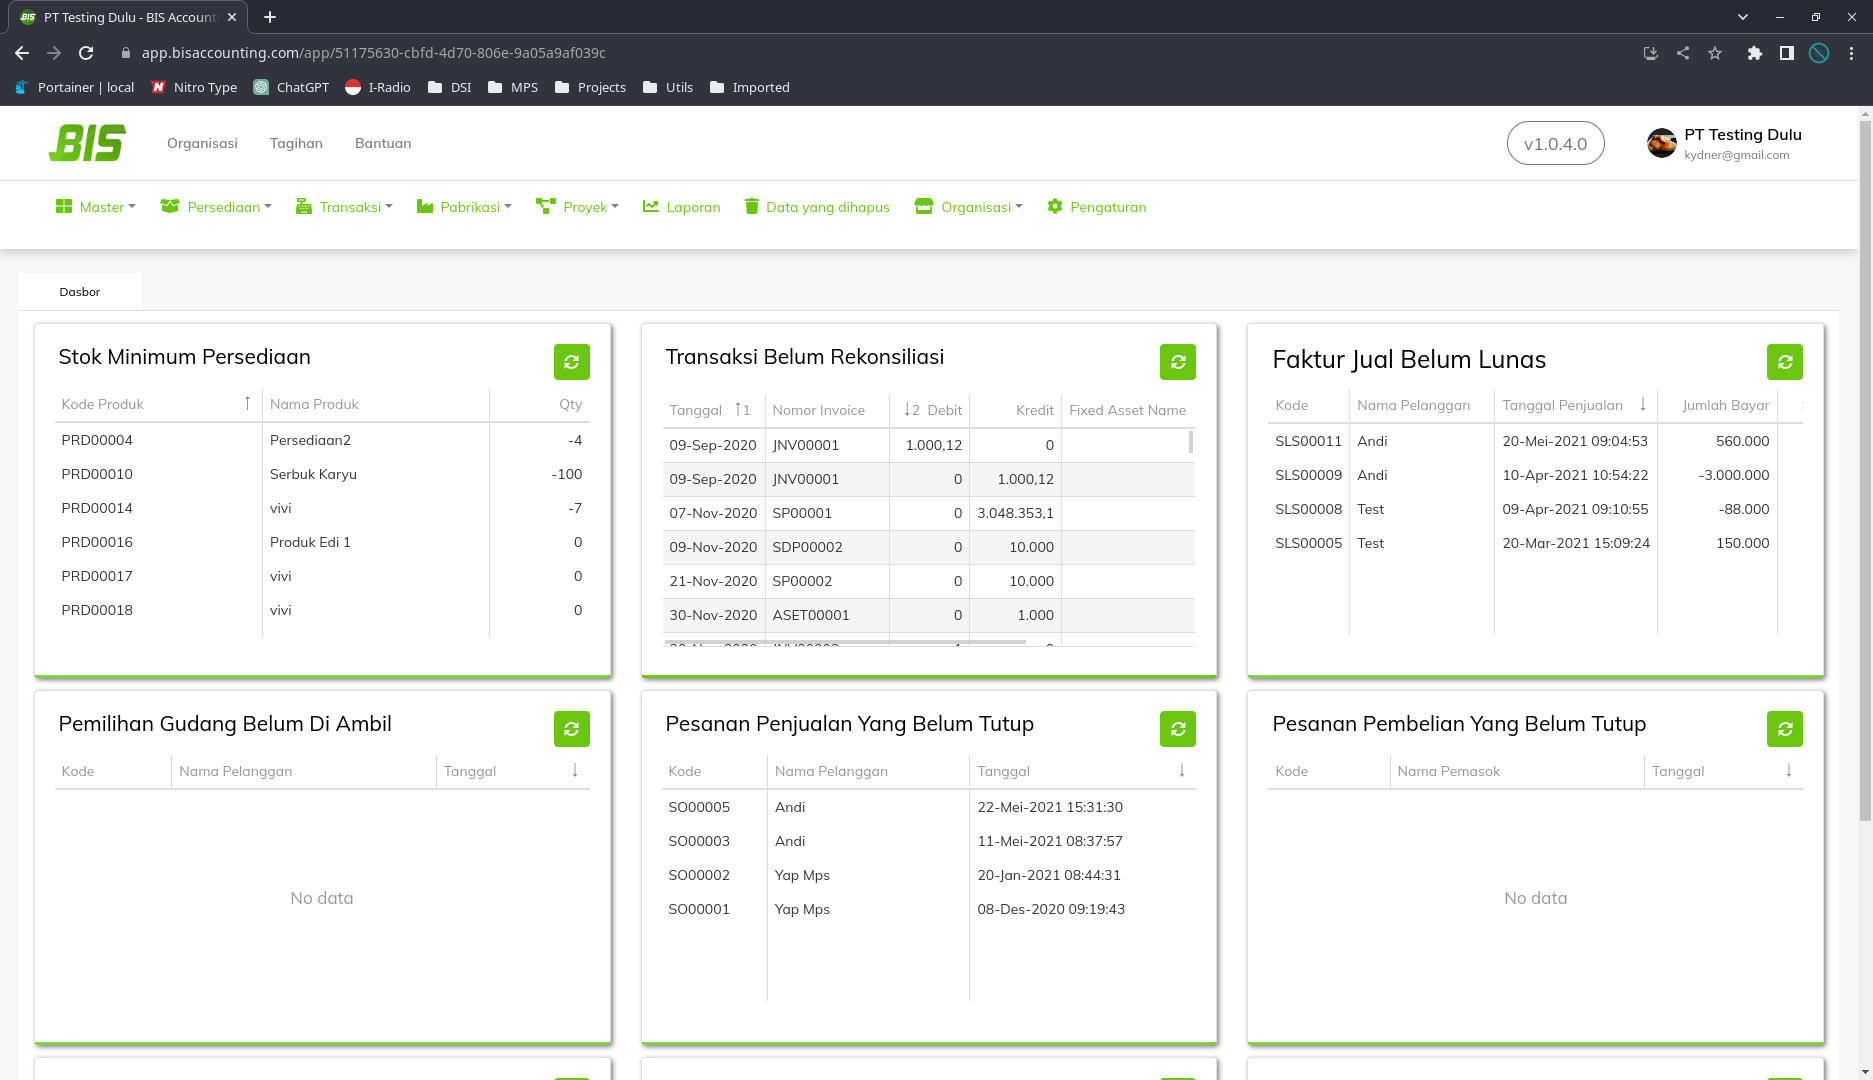 PT Testing Dulu - BIS Account
app.bisaccounting.com/app/51175630-cbfd-4d70-806e-9a05a9af039c
Portainer | local Nitro Type ChatGPT I-Radio DSI MPS Projects Utils Imported
BIS Organisasi Tagihan Bantuan v1.0.4.0 PT Testing Dulu
kydner@gmail.com
Master Persediaan Transaksi Pabrikasi Proyek Laporan Data yang dihapus Organisasi Pengaturan
Dasbor
Stok Minimum Persediaan
Kode Produk Nama Produk Qty
PRD00004 Persediaan2 -4
PRD00010 Serbuk Karyu -100
PRD00014 vivi -7
PRD00016 Produk Edi 1 0
PRD00017 vivi 0
PRD00018 vivi 0
Transaksi Belum Rekonsiliasi
Tanggal ↑1 Nomor Invoice ↓2 Debit Kredit Fixed Asset Name
09-Sep-2020 JNV00001 1.000,12 0
09-Sep-2020 JNV00001 0 1.000,12
07-Nov-2020 SP00001 0 3.048.353,1
09-Nov-2020 SDP00002 0 10.000
21-Nov-2020 SP00002 0 10.000
30-Nov-2020 ASET00001 0 1.000
Faktur Jual Belum Lunas
Kode Nama Pelanggan Tanggal Penjualan ↓ Jumlah Bayar
SLS00011 Andi 20-Mei-2021 09:04:53 560.000
SLS00009 Andi 10-Apr-2021 10:54:22 -3.000.000
SLS00008 Test 09-Apr-2021 09:10:55 -88.000
SLS00005 Test 20-Mar-2021 15:09:24 150.000
Pemilihan Gudang Belum Di Ambil
Kode Nama Pelanggan Tanggal
No data
Pesanan Penjualan Yang Belum Tutup
Kode Nama Pelanggan Tanggal
SO00005 Andi 22-Mei-2021 15:31:30
SO00003 Andi 11-Mei-2021 08:37:57
SO00002 Yap Mps 20-Jan-2021 08:44:31
SO00001 Yap Mps 08-Des-2020 09:19:43
Pesanan Pembelian Yang Belum Tutup
Kode Nama Pemasok Tanggal
No data